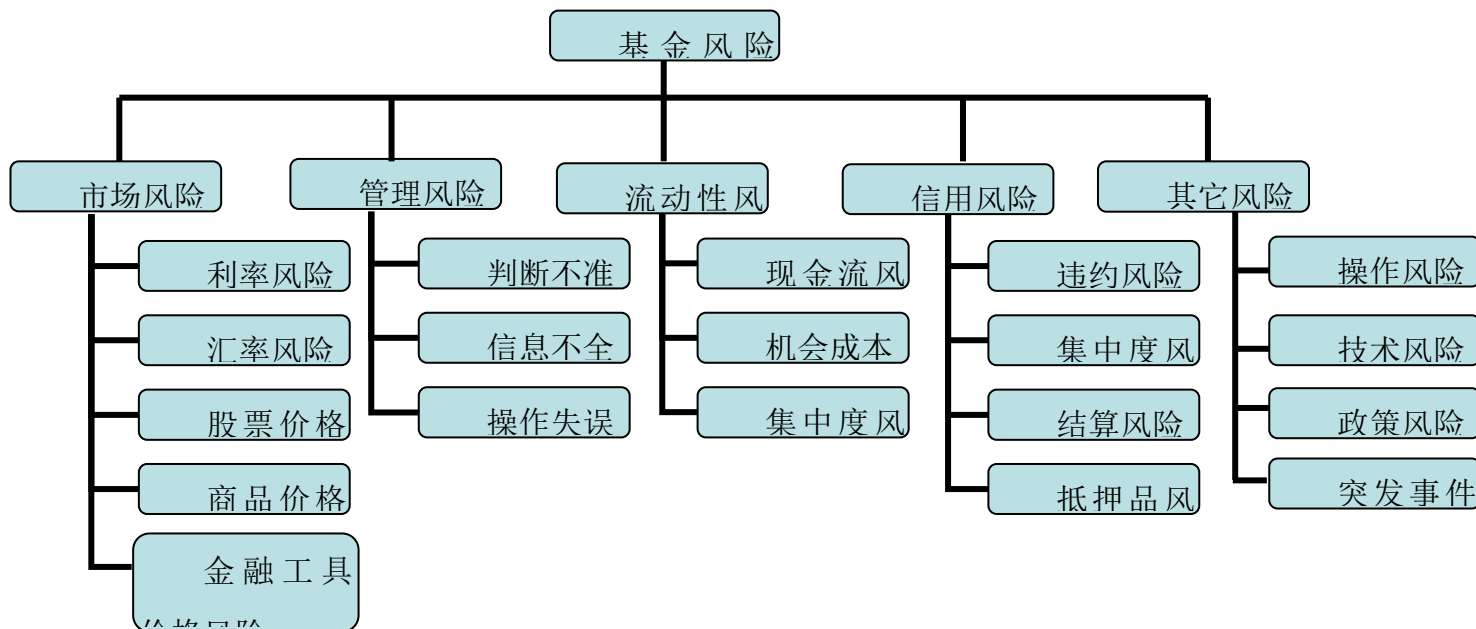 基金风险
市场风险
管理风险
流动性风
信用风险
其它风险
利率风险
汇率风险
股票价格
商品价格
金融工具
价格风险
判断不准
信息不全
操作失误
现金流风
机会成本
集中度风
违约风险
集中度风
结算风险
抵押品风
操作风险
技术风险
政策风险
突发事件